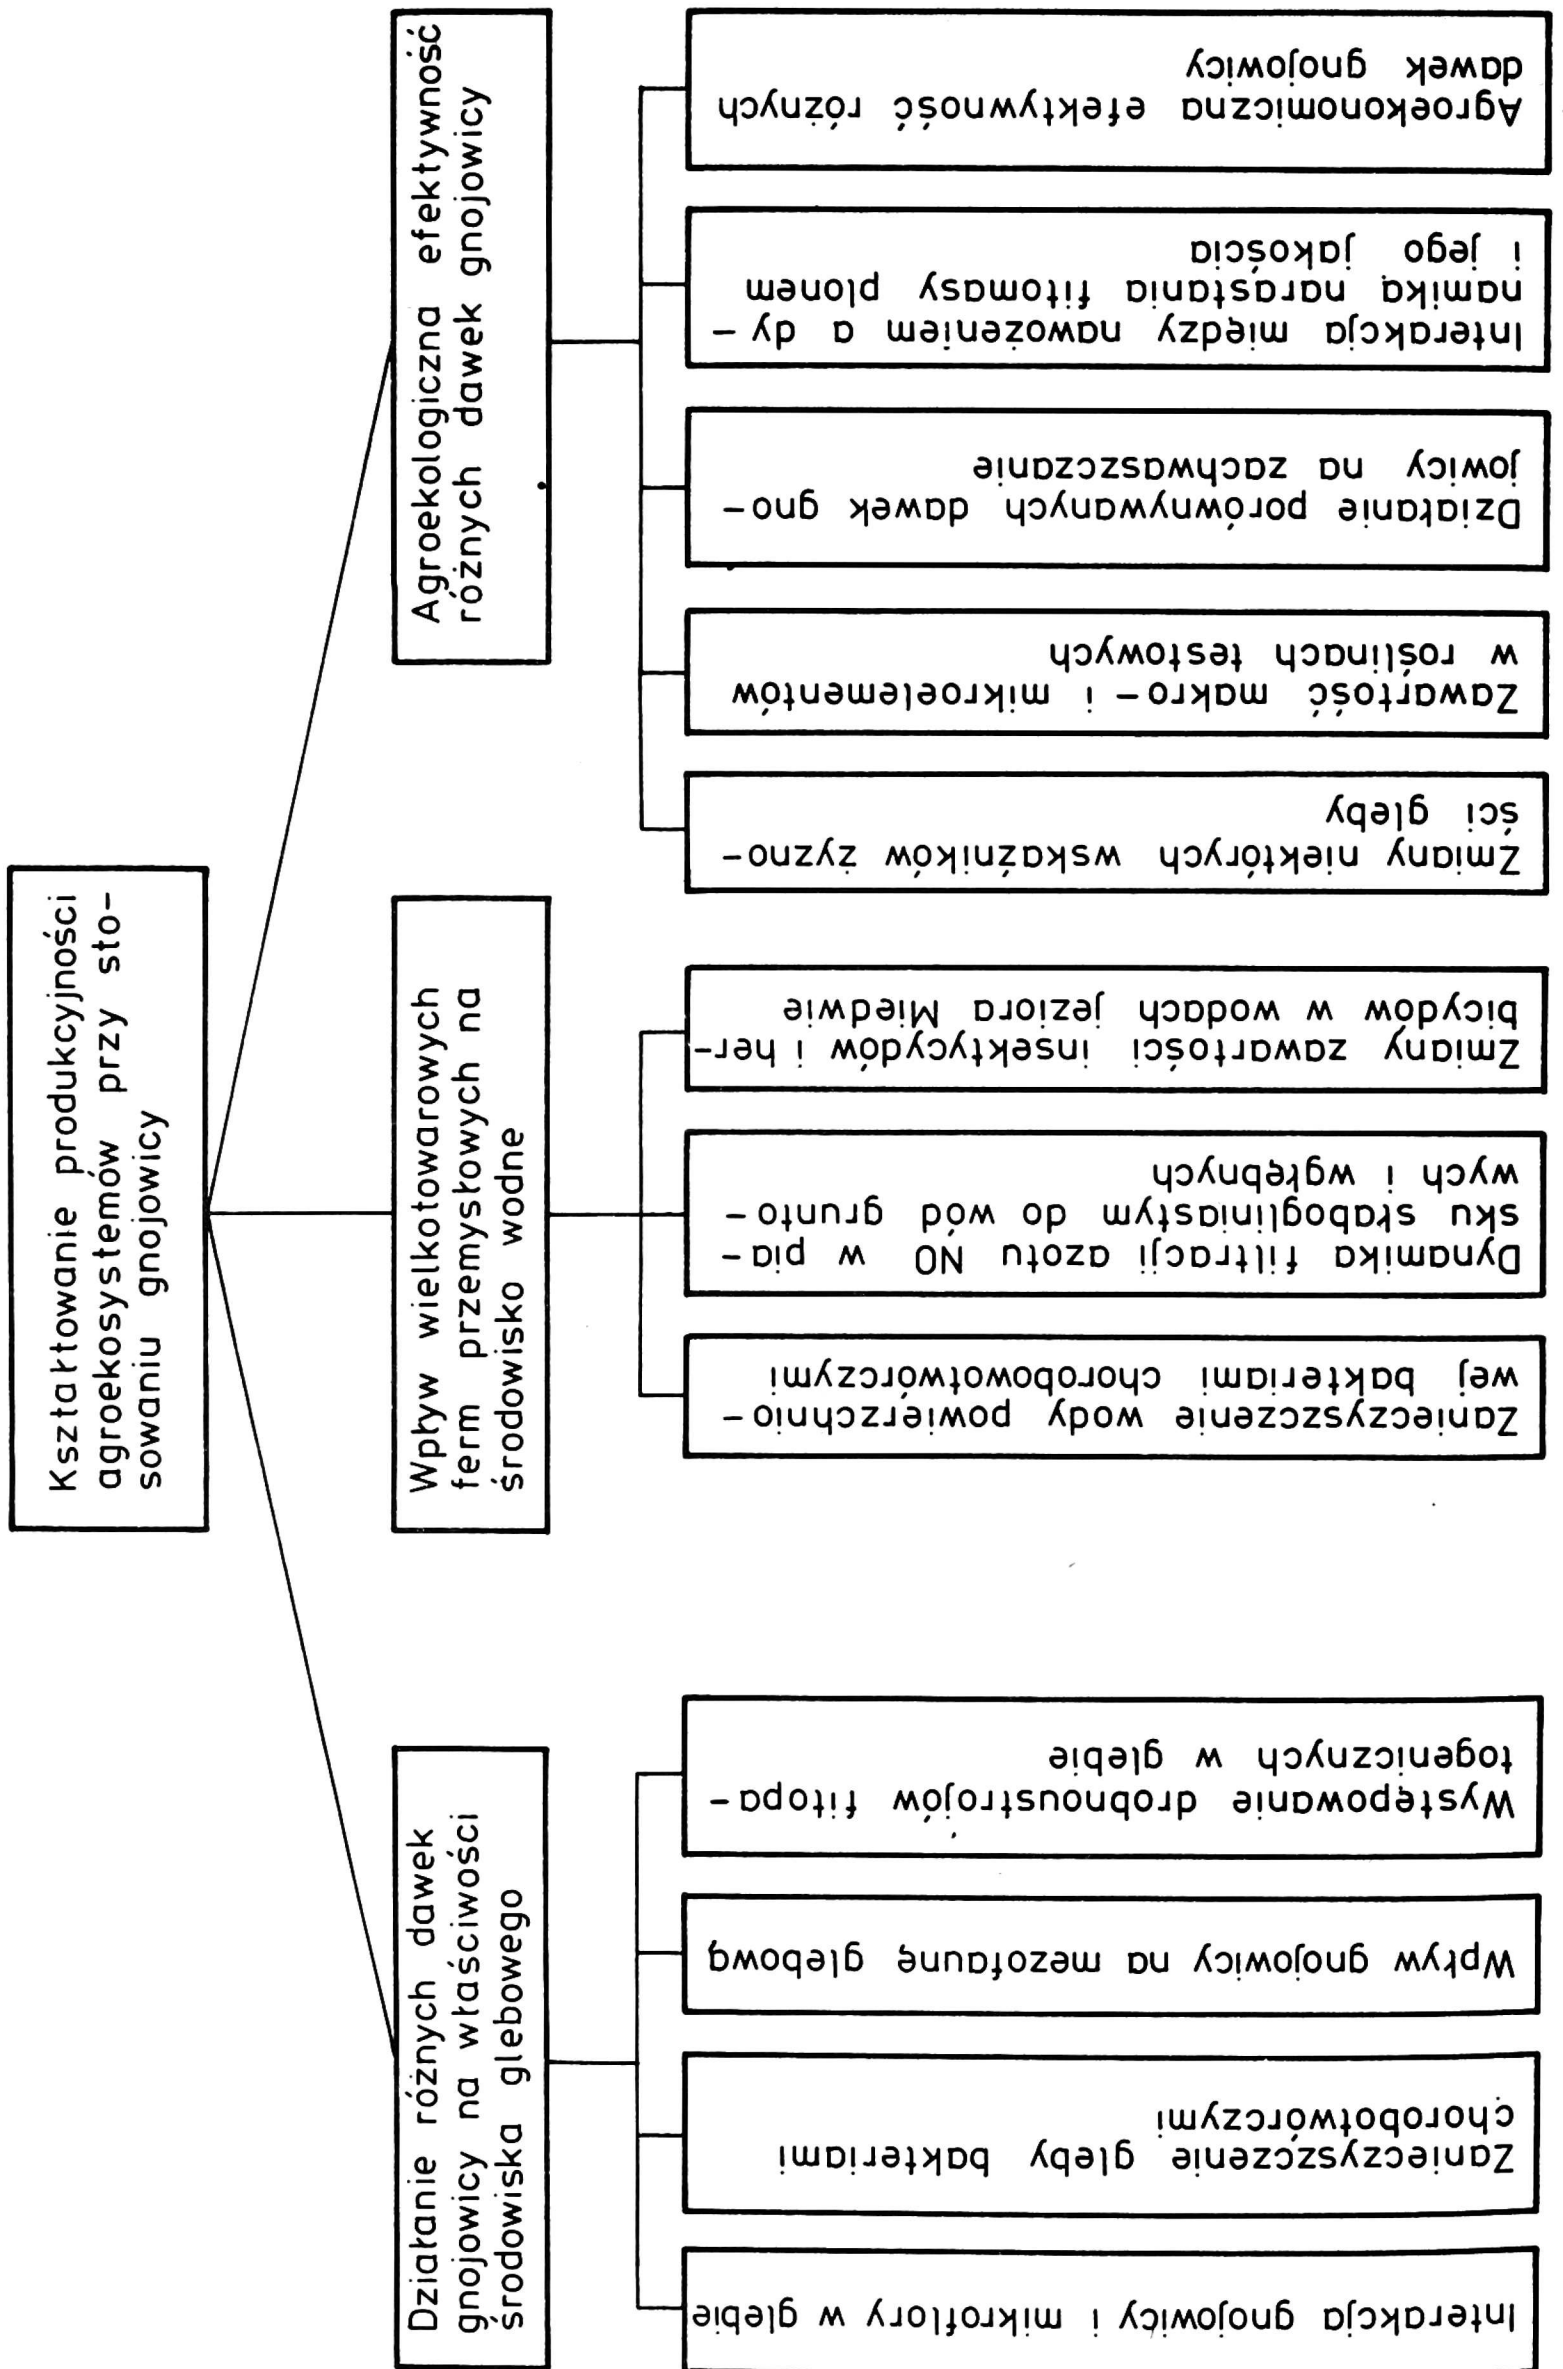 Kształtowanie produkcyjności
agroekosystemów przy sto-
sowaniu gnojowicy
Działanie różnych dawek
gnojowicy na właściwości
środowiska glebowego
Wpływ wielkotowarowych
ferm przemysłowych na
środowisko wodne
Agroekologiczna efektywność
różnych dawek gnojowicy
Interakcja gnojowicy i mikroflory w glebie
Zanieczyszczenie gleby bakteriami
chorobotwórczymi
Wpływ gnojowicy na mezofaunę glebową
Występowanie drobnoustrojów fitopa-
togenicznych w glebie
Zanieczyszczenie wody powierzchnio-
wej bakteriami chorobowotwórczymi
Dynamika filtracji azotu NO w pia-
sku słabogliniastym do wód grunto-
wych i wgłębnych
Zmiany zawartości insektycydów i her-
bicydów w wodach jeziora Miedwie
Zmiany niektórych wskaźników żyzno-
ści gleby
Zawartość makro- i mikroelementów
w roślinach testowych
Działanie porównywanych dawek gno-
jowicy na zachwaszczanie
Interakcja między nawożeniem a dy-
namiką narastania fitomasy plonem
i jego jakościa
Agroekonomiczna efektywność różnych
dawek gnojowicy